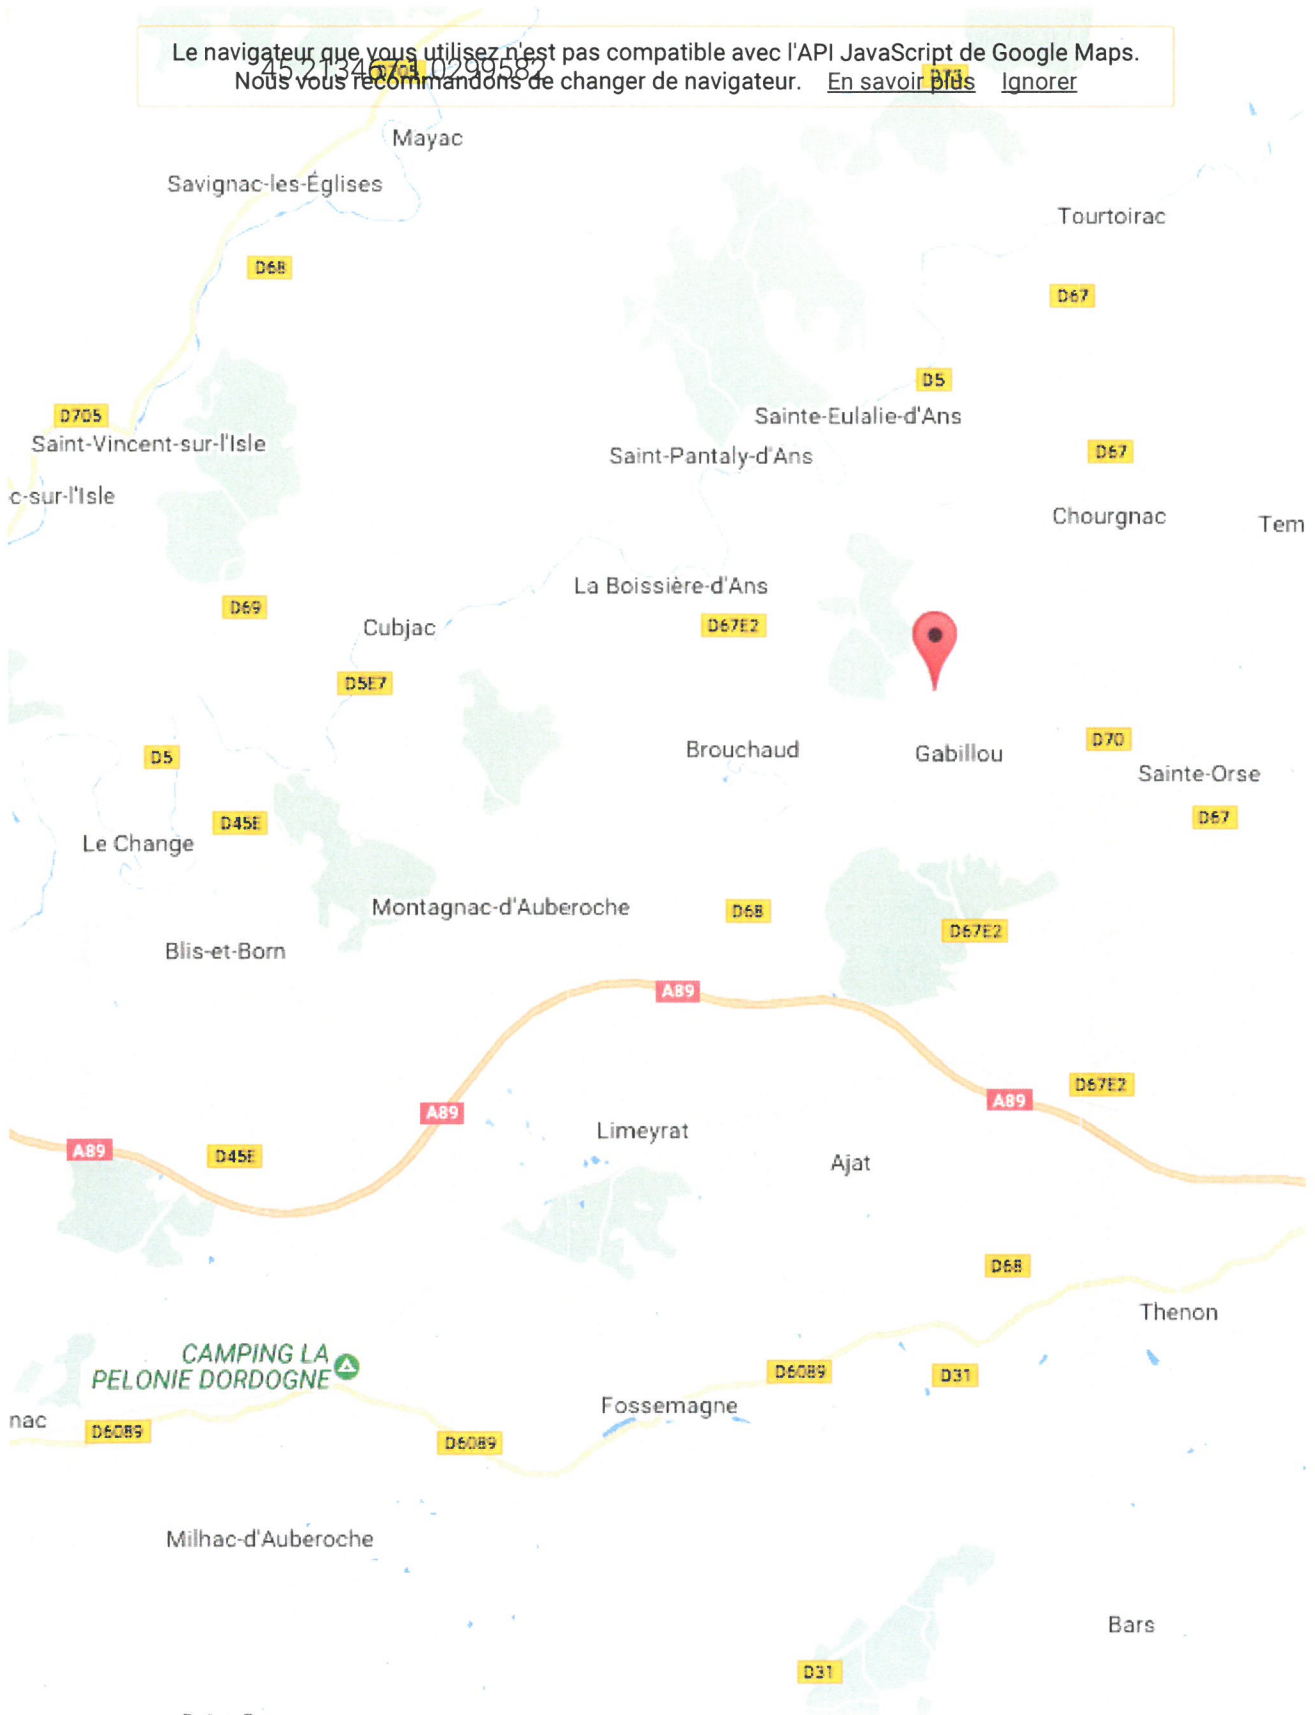 Le navigateur que vous utilisez n'est pas compatible avec l'API JavaScript de Google Maps.
Nous vous recommandons de changer de navigateur. En savoir plus Ignorer
D705
D73
Mayac
Savignac-les-Églises
Tourtoirac
D68
D67
D5
D705
Sainte-Eulalie-d'Ans
Saint-Vincent-sur-l'Isle
Saint-Pantaly-d'Ans
D67
c-sur-l'Isle
Chourgnac
Tem
La Boissière-d'Ans
D69
Cubjac
D67E2
D5E7
D5
Brouchaud
Gabillou
D70
Sainte-Orse
D67
D45E
Le Change
Montagnac-d'Auberoche
D68
D67E2
Blis-et-Born
A89
D67E2
A89
A89
Limeyrat
A89
D45E
Ajat
D68
Thenon
CAMPING LA
PELONIE DORDOGNE
D6089
D31
Fossemagne
nac
D6089
D6089
Milhac-d'Auberoche
Bars
D31